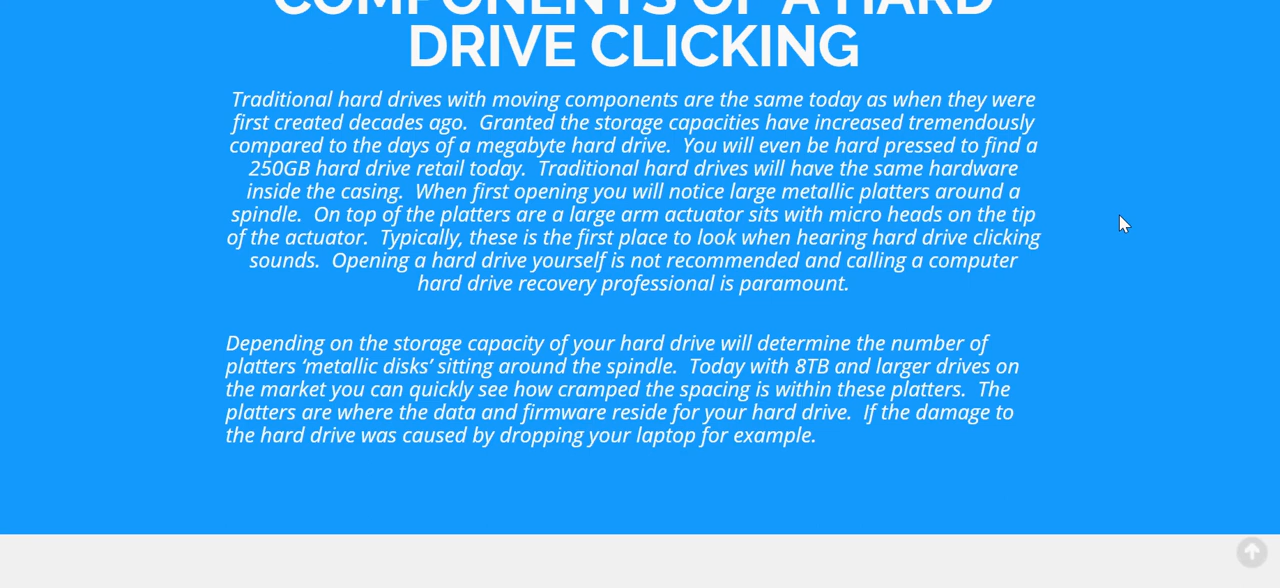 COMPONENTS OF A HARD
DRIVE CLICKING
Traditional hard drives with moving components are the same today as when they were
first created decades ago.  Granted the storage capacities have increased tremendously
compared to the days of a megabyte hard drive.  You will even be hard pressed to find a
250GB hard drive retail today.  Traditional hard drives will have the same hardware
inside the casing.  When first opening you will notice large metallic platters around a
spindle.  On top of the platters are a large arm actuator sits with micro heads on the tip
of the actuator.  Typically, these is the first place to look when hearing hard drive clicking
sounds.  Opening a hard drive yourself is not recommended and calling a computer
hard drive recovery professional is paramount.
Depending on the storage capacity of your hard drive will determine the number of
platters ‘metallic disks’ sitting around the spindle.  Today with 8TB and larger drives on
the market you can quickly see how cramped the spacing is within these platters.  The
platters are where the data and firmware reside for your hard drive.  If the damage to
the hard drive was caused by dropping your laptop for example.